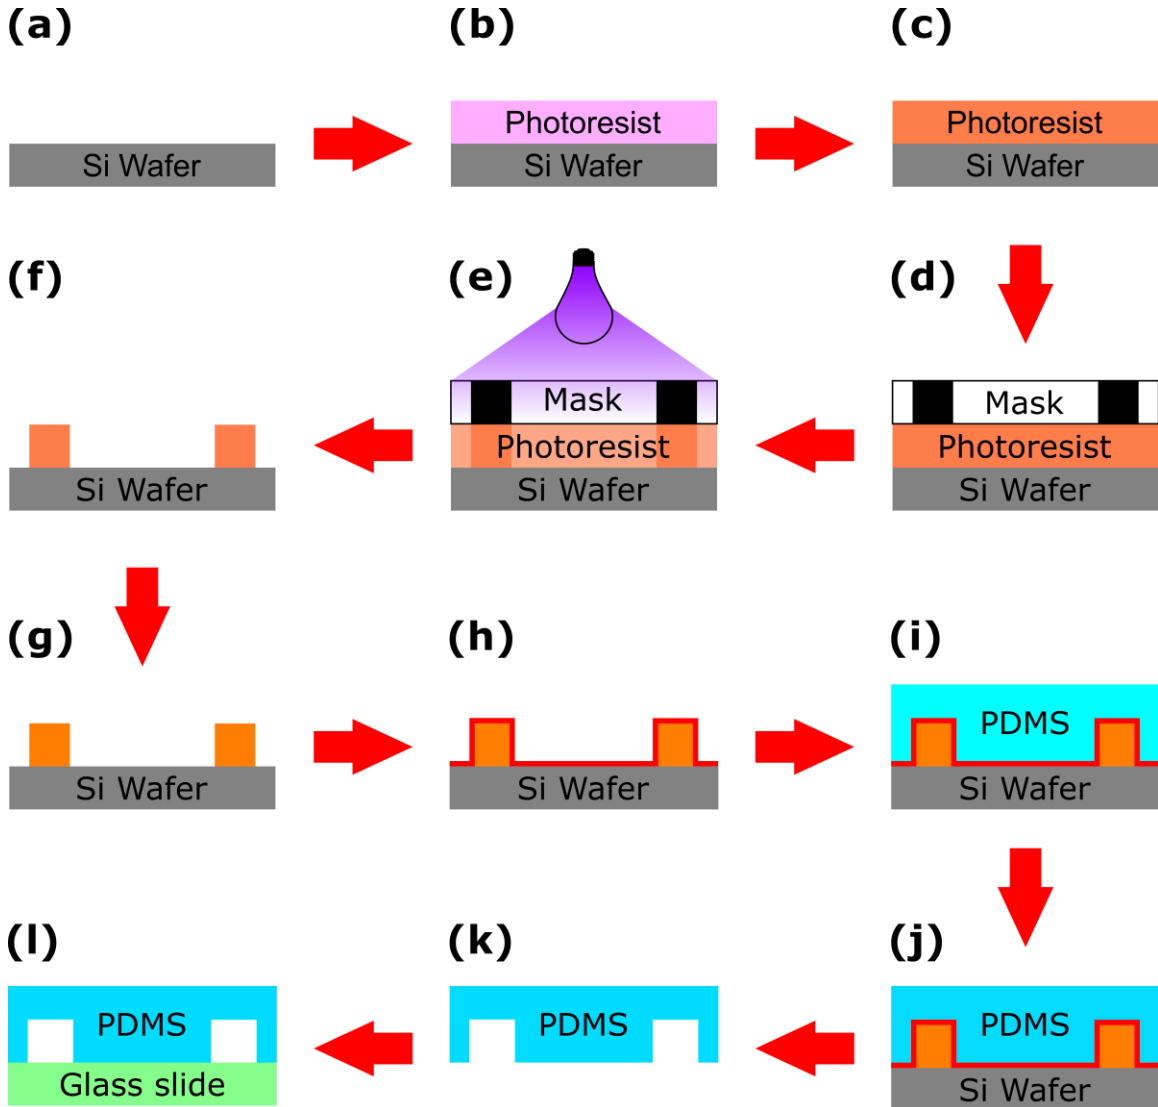 (a)
(b)
(c)
Si Wafer
Photoresist
Si Wafer
Photoresist
Si Wafer
(f)
(e)
(d)
Si Wafer
Mask
Photoresist
Si Wafer
Mask
Photoresist
Si Wafer
(g)
(h)
(i)
Si Wafer
Si Wafer
PDMS
Si Wafer
(l)
(k)
(j)
PDMS
Glass slide
PDMS
PDMS
Si Wafer